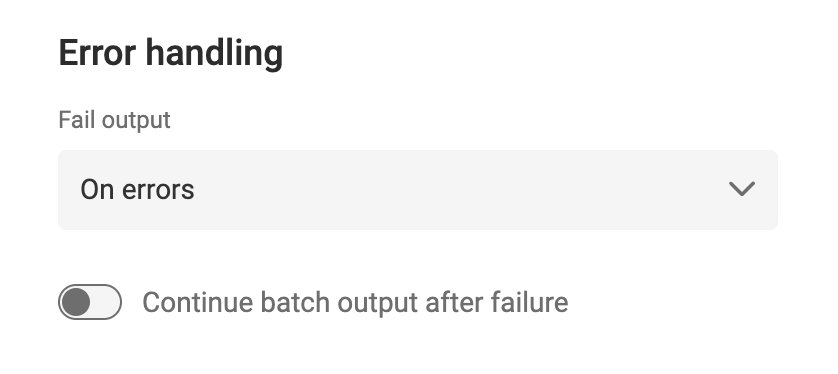 Error handling
Fail output
On errors
Continue batch output after failure